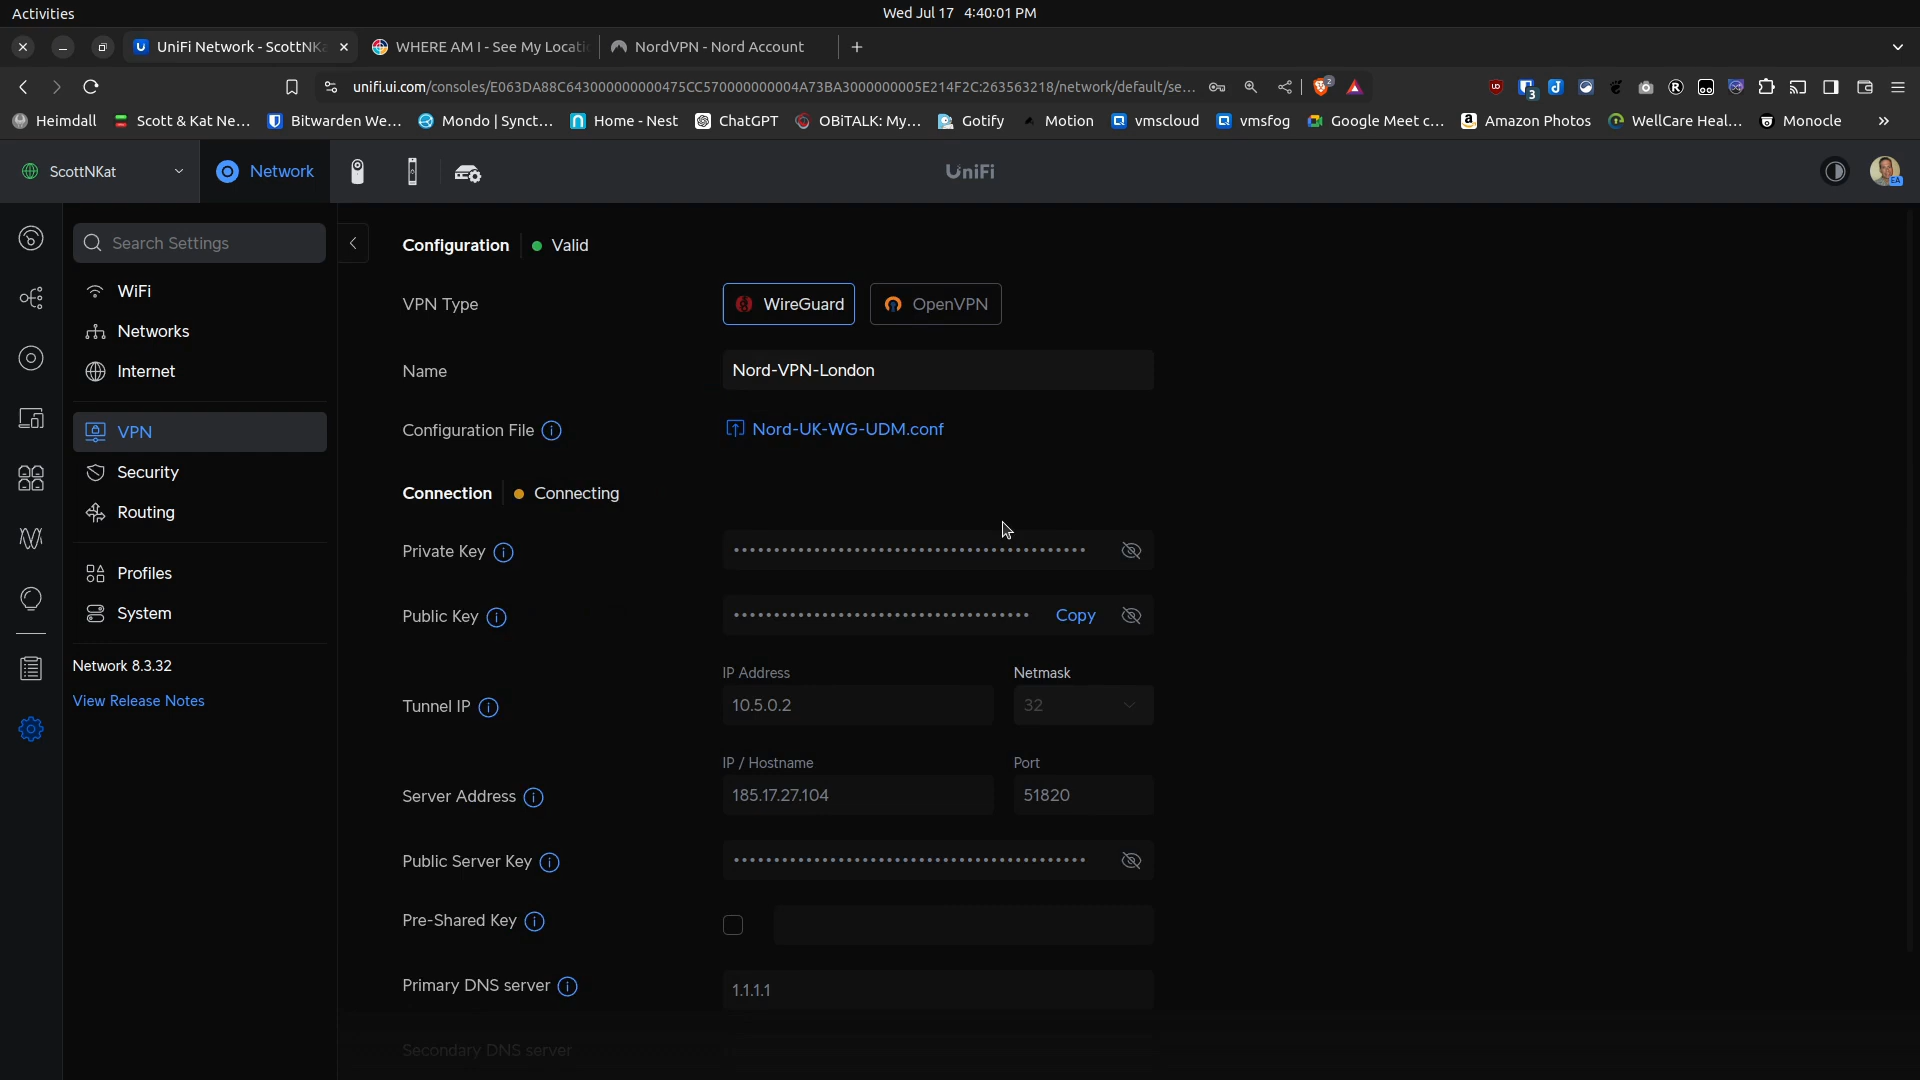 Activities
Wed Jul 17 4:40:01 PM
UniFi Network - ScottNKa
WHERE AM I - See My Locati
NordVPN - Nord Account
unifi.ui.com/consoles/E063DA88C6430000000000475CC570000000004A73BA3000000005E214F2C:263563218/network/default/se...
3
2
Heimdall
Scott & Kat Ne...
Bitwarden We...
Mondo | Synct...
Home - Nest
ChatGPT
OBiTALK: My...
Gotify
Motion
vmscloud
vmsfog
Google Meet c...
Amazon Photos
WellCare Heal...
Monocle
»
ScottNKat
Network
UniFi
EA
Search Settings
WiFi
Networks
Internet
VPN
Security
Routing
Profiles
System
Network 8.3.32
View Release Notes
Configuration
Valid
VPN Type
WireGuard
OpenVPN
Name
Nord-VPN-London
Configuration File
Nord-UK-WG-UDM.conf
Connection
Connecting
Private Key
Public Key
Copy
IP Address
Netmask
Tunnel IP
10.5.0.2
32
IP / Hostname
Port
Server Address
185.17.27.104
51820
Public Server Key
Pre-Shared Key
Primary DNS server
1.1.1.1
Secondary DNS server